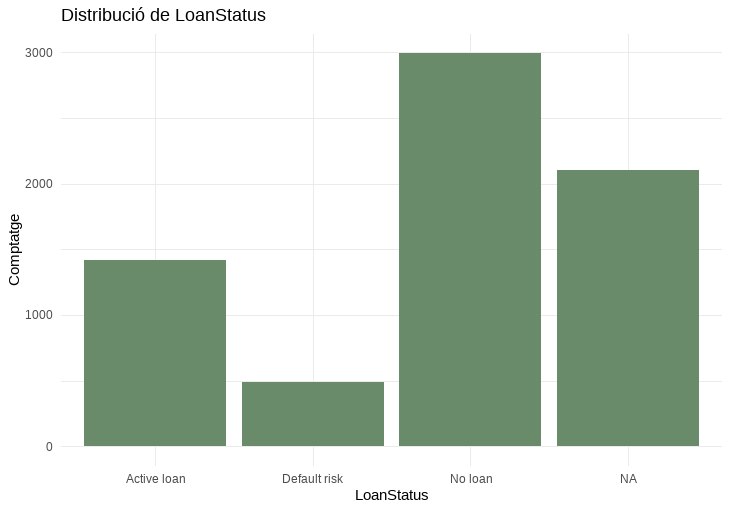 Distribució de LoanStatus
3000
2000
1000
0
Comptatge
Active loan
Default risk
No loan
NA
LoanStatus